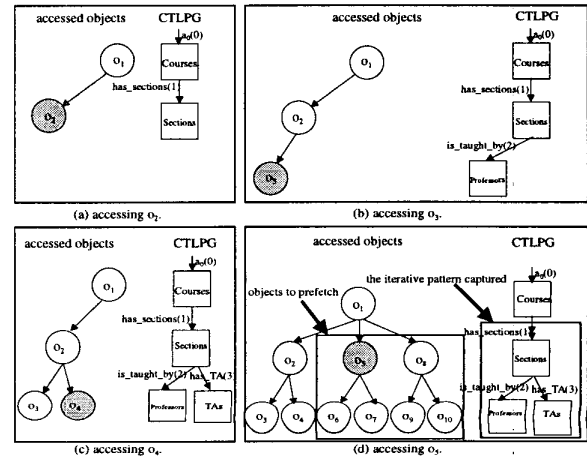 accessed objects CTLPG
a₀(0)
O₁ Courses
has_sections(1)
O₂ Sections
(a) accessing o₂.
accessed objects CTLPG
a₀(0)
O₁ Courses
has_sections(1)
O₂ Sections
is_taught_by(2)
Professors
(b) accessing o₃.
accessed objects CTLPG
a₀(0)
O₁ Courses
has_sections(1)
O₂ Sections
is_taught_by(2) has_TA(3)
O₃ O₄ Professors TAs
(c) accessing o₄.
accessed objects CTLPG
the iterative pattern captured
a₀(0)
objects to prefetch
O₁ Courses
has_sections(1)
O₂ O₈ Sections
is_taught_by(2) has_TA(3)
O₄ O₆ O₇ O₉ O₁₀ Professors TAs
(d) accessing o₅.